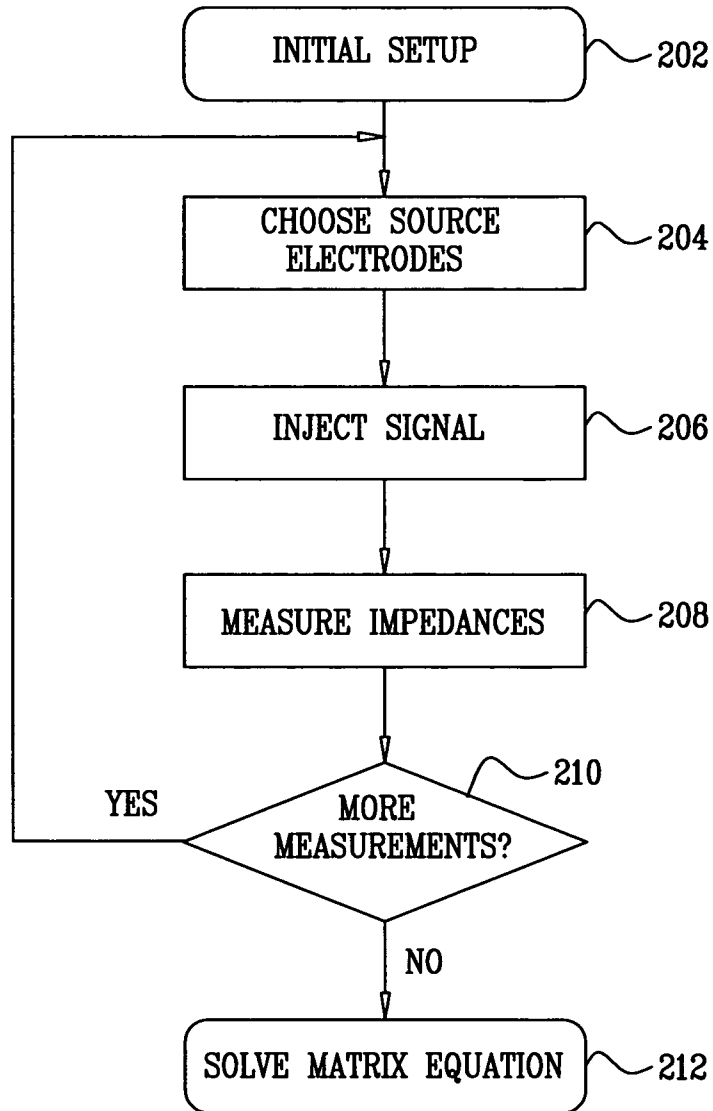 INITIAL SETUP
202
CHOOSE SOURCE
ELECTRODES
204
INJECT SIGNAL
206
MEASURE IMPEDANCES
208
210
YES
MORE
MEASUREMENTS?
NO
SOLVE MATRIX EQUATION
212